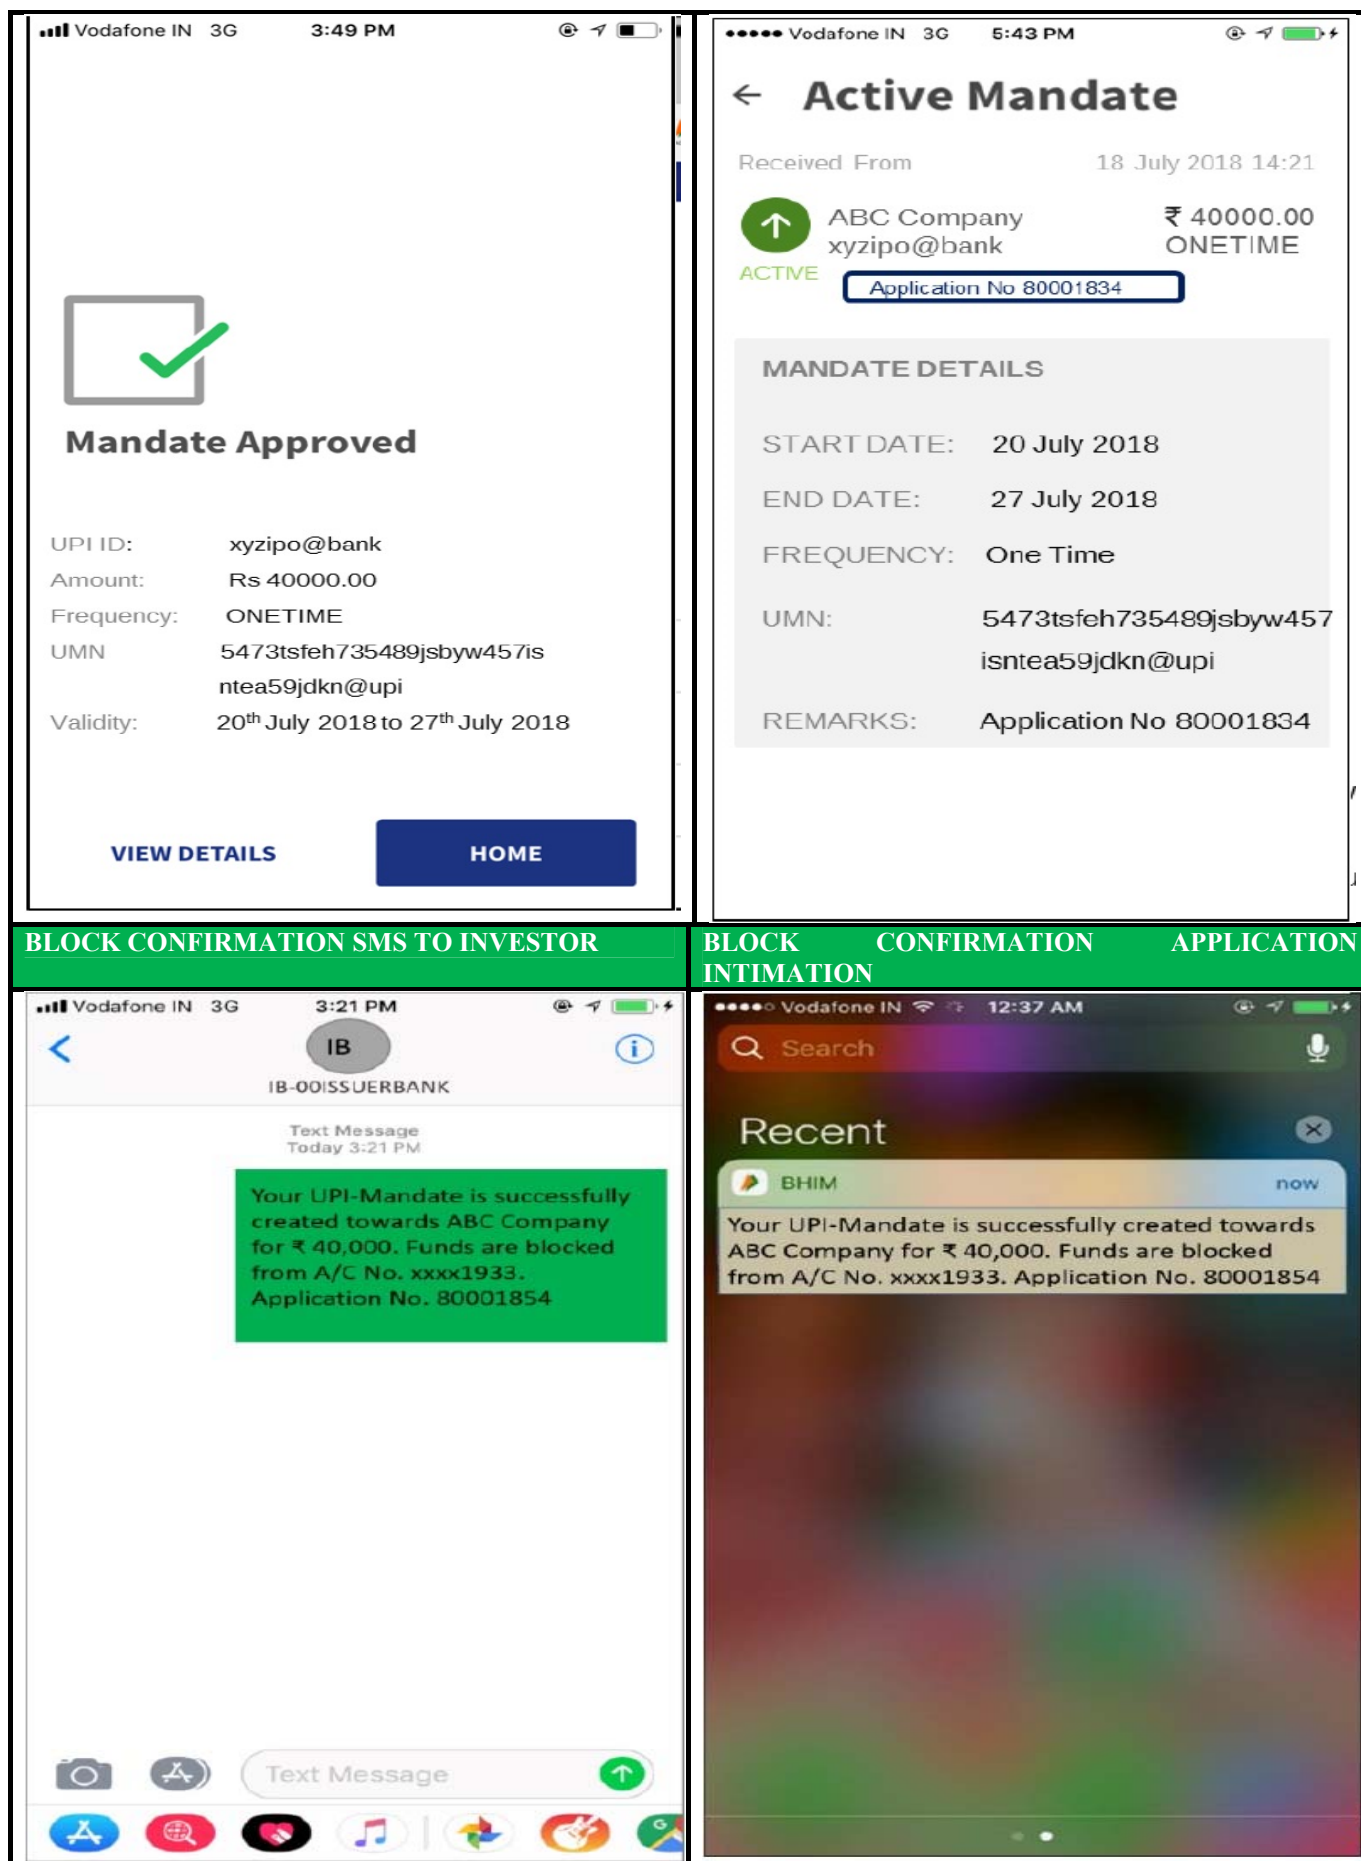 Vodafone IN 3G 3:49 PM
Mandate Approved
UPI ID: xyzipo@bank
Amount: Rs 40000.00
Frequency: ONETIME
UMN 5473tsfeh735489jsbyw457is
ntea59jdkn@upi
Validity: 20th July 2018 to 27th July 2018
VIEW DETAILS HOME
Vodafone IN 3G 5:43 PM
← Active Mandate
Received From 18 July 2018 14:21
ABC Company ₹ 40000.00
xyzipo@bank ONETIME
ACTIVE
Application No 80001834
MANDATE DETAILS
START DATE: 20 July 2018
END DATE: 27 July 2018
FREQUENCY: One Time
UMN: 5473tsfeh735489jsbyw457
isntea59jdkn@upi
REMARKS: Application No 80001834
BLOCK CONFIRMATION SMS TO INVESTOR
BLOCK CONFIRMATION APPLICATION
INTIMATION
Vodafone IN 3G 3:21 PM
IB
IB-00ISSUERBANK
Text Message
Today 3:21 PM
Your UPI-Mandate is successfully
created towards ABC Company
for ₹ 40,000. Funds are blocked
from A/C No. xxxx1933.
Application No. 80001854
Text Message
Vodafone IN 12:37 AM
Search
Recent
BHIM now
Your UPI-Mandate is successfully created towards
ABC Company for ₹ 40,000. Funds are blocked
from A/C No. xxxx1933. Application No. 80001854